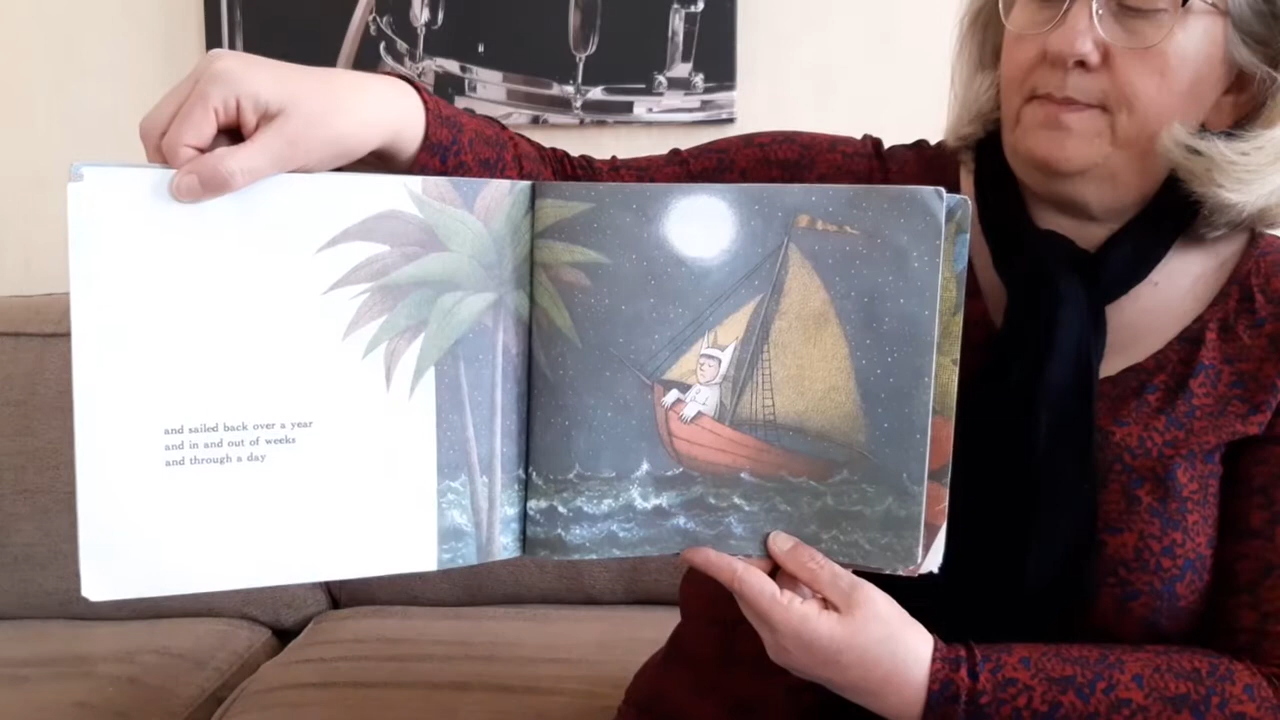 and sailed back over a year
and in and out of weeks
and through a day